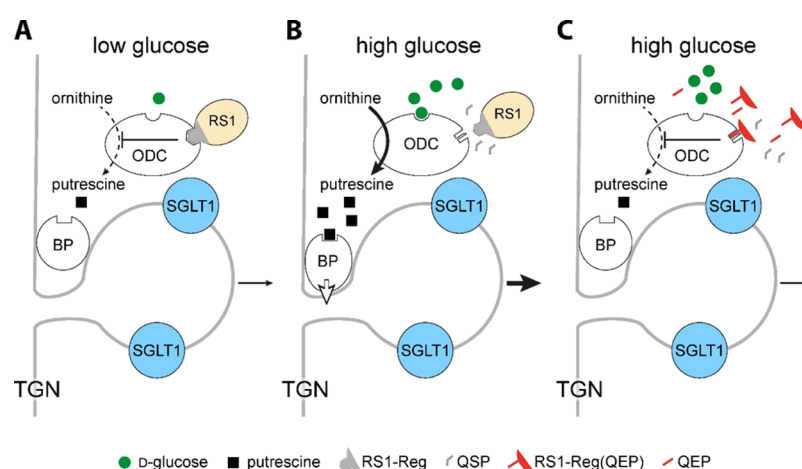 A
low glucose
ornithine
RS1
ODC
putrescine
SGLT1
BP
SGLT1
TGN
B
high glucose
ornithine
RS1
ODC
putrescine
SGLT1
BP
SGLT1
TGN
C
high glucose
ornithine
ODC
putrescine
SGLT1
BP
SGLT1
TGN
D-glucose putrescine RS1-Reg QSP RS1-Reg(QEP) QEP